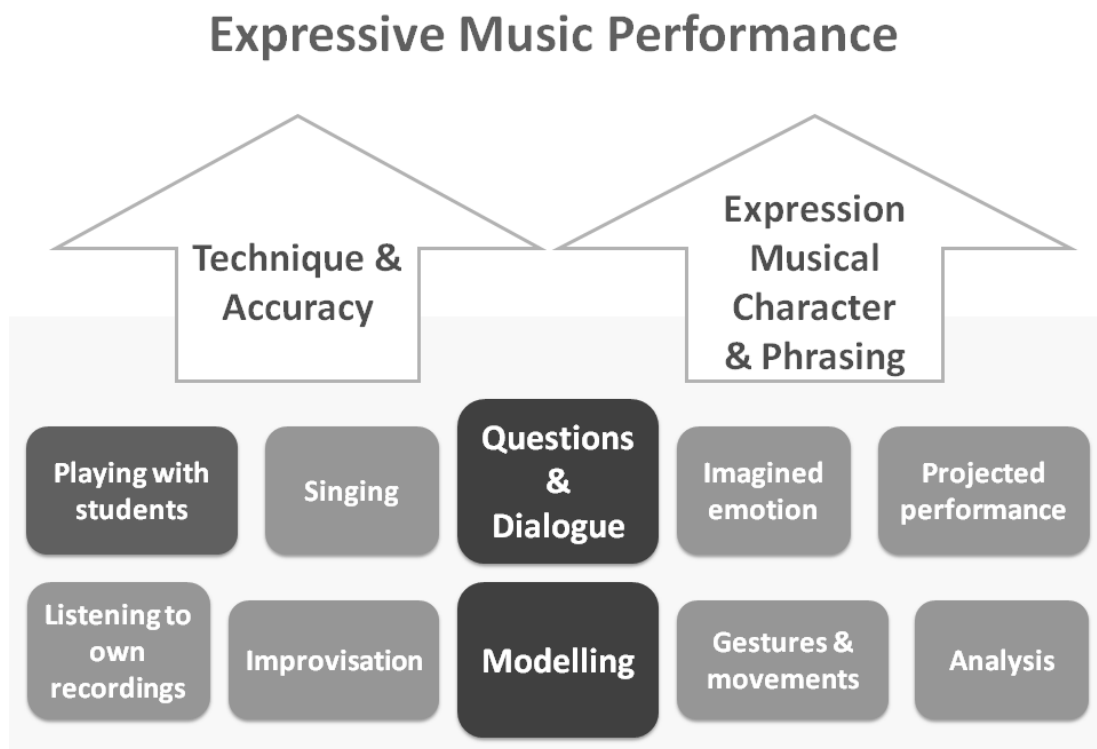 Expressive Music Performance
Technique &
Accuracy
Expression
Musical
Character
& Phrasing
Playing with
students
Singing
Questions
&
Dialogue
Imagined
emotion
Projected
performance
Listening to
own
recordings
Improvisation
Modelling
Gestures &
movements
Analysis